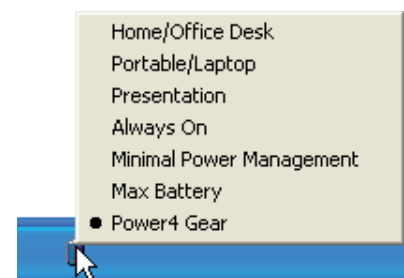 Home/Office Desk
Portable/Laptop
Presentation
Always On
Minimal Power Management
Max Battery
Power4 Gear